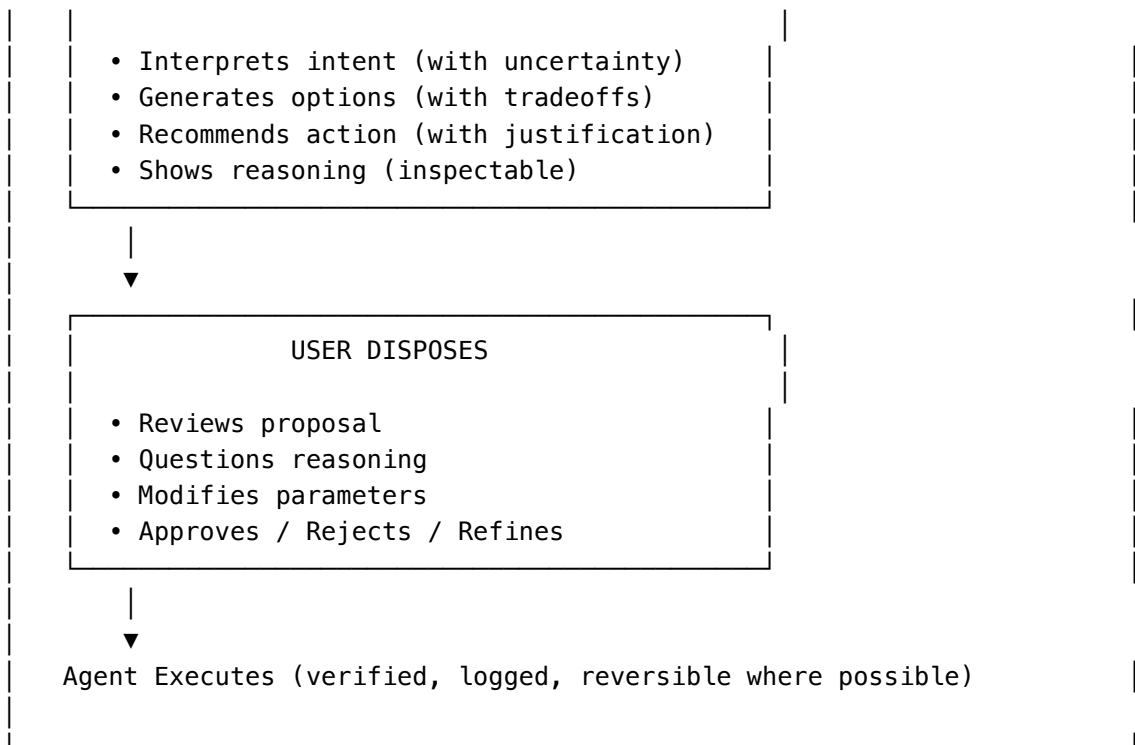 • Interprets intent (with uncertainty)
• Generates options (with tradeoffs)
• Recommends action (with justification)
• Shows reasoning (inspectable)
▼
USER DISPOSES
• Reviews proposal
• Questions reasoning
• Modifies parameters
• Approves / Rejects / Refines
▼
Agent Executes (verified, logged, reversible where possible)